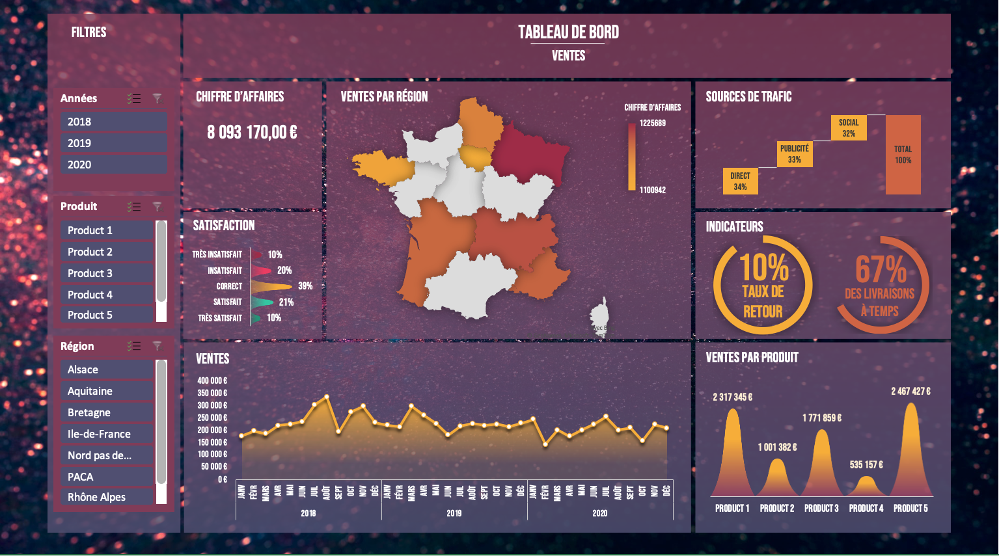 FILTRES
TABLEAU DE BORD
VENTES
Années
2018
2019
2020
Produit
Product 1
Product 2
Product 3
Product 4
Product 5
Région
Alsace
Aquitaine
Bretagne
Ile-de-France
Nord pas de...
PACA
Rhône Alpes
CHIFFRE D'AFFAIRES
8 093 170,00 €
VENTES PAR RÉGION
CHIFFRE D'AFFAIRES
1225689
1100942
SOURCES DE TRAFIC
DIRECT
34%
PUBLICITÉ
33%
SOCIAL
32%
TOTAL
100%
SATISFACTION
TRÈS INSATISFAIT 10%
INSATISFAIT 20%
CORRECT 39%
SATISFAIT 21%
TRÈS SATISFAIT 10%
INDICATEURS
10%
TAUX DE
RETOUR
67%
DES LIVRAISONS
À TEMPS
VENTES
400 000 €
350 000 €
300 000 €
250 000 €
200 000 €
150 000 €
100 000 €
50 000 €
0 €
JANV FÉVR MARS AVR MAI JUIN JUIL AOÛT SEPT OCT NOV DÉC JANV FÉVR MARS AVR MAI JUIN JUIL AOÛT SEPT OCT NOV DÉC JANV FÉVR MARS AVR MAI JUIN JUIL AOÛT SEPT OCT NOV DÉC
2018 2019 2020
VENTES PAR PRODUIT
2 317 345 €
1 001 382 €
1 771 859 €
535 157 €
2 467 427 €
PRODUCT 1 PRODUCT 2 PRODUCT 3 PRODUCT 4 PRODUCT 5